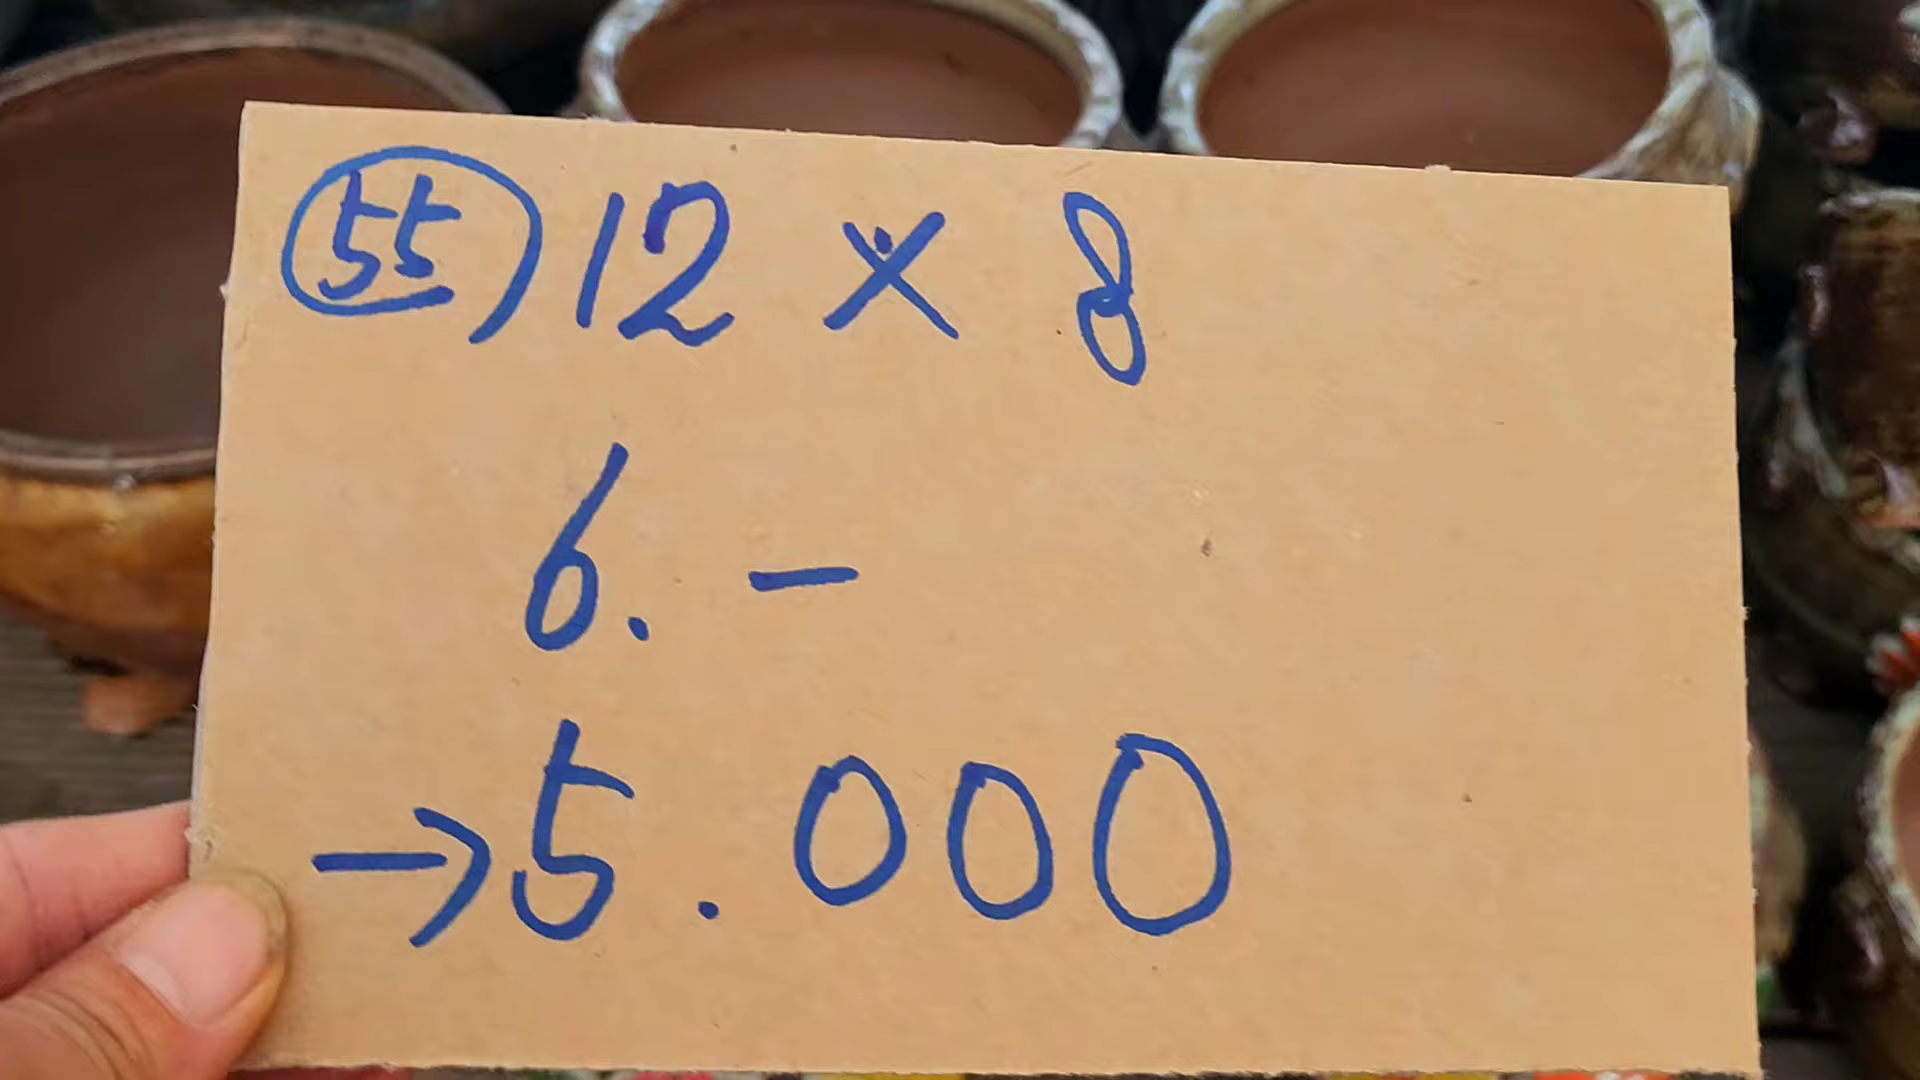 55 12 × 8
6. -
→ 5.000